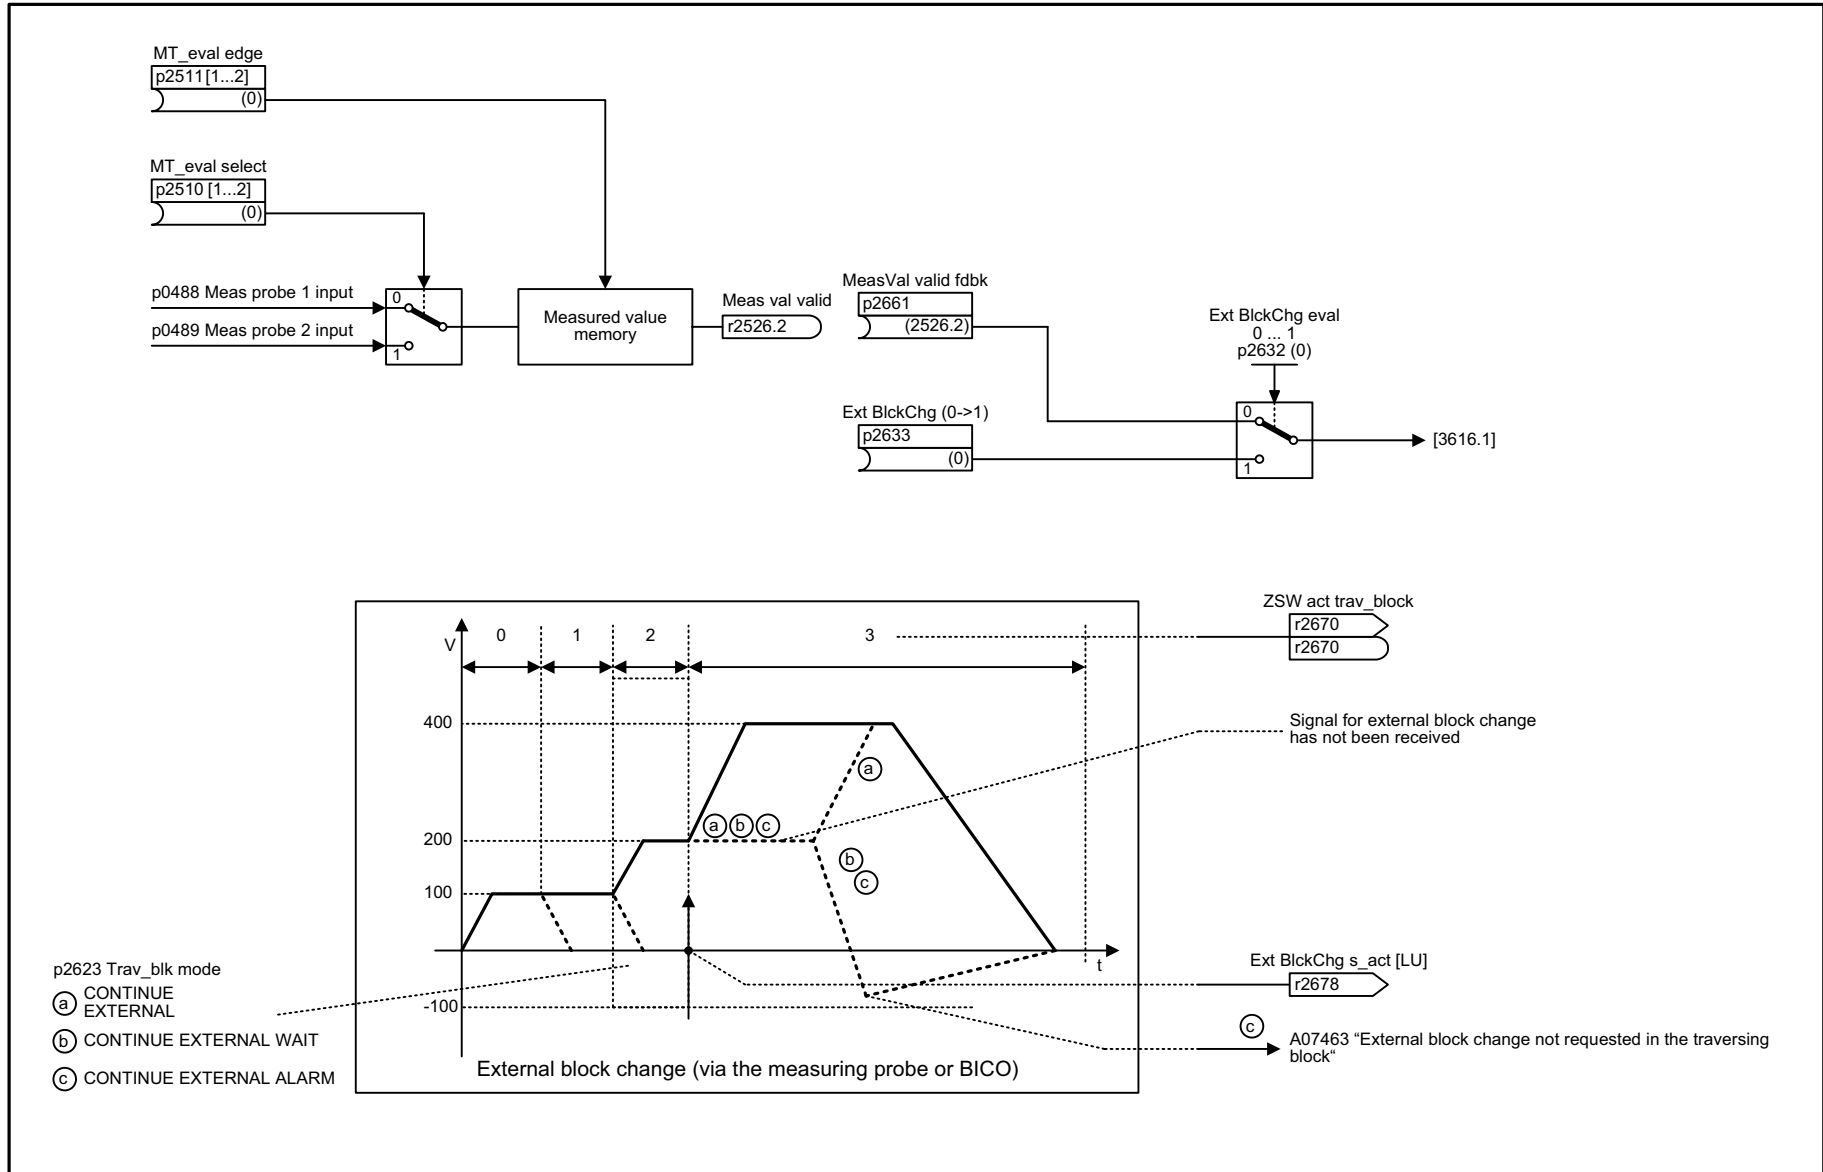 MT_eval edge
p2511[1...2]
(0)
MT_eval select
p2510 [1...2]
(0)
p0488 Meas probe 1 input
p0489 Meas probe 2 input
0
1
Measured value
memory
Meas val valid
r2526.2
MeasVal valid fdbk
p2661
(2526.2)
Ext BlckChg (0->1)
p2633
(0)
Ext BlckChg eval
0 ... 1
p2632 (0)
0
1
[3616.1]
V
0
1
2
3
400
200
100
-100
a
b
c
a
b
c
t
External block change (via the measuring probe or BICO)
ZSW act trav_block
r2670
r2670
Signal for external block change
has not been received
Ext BlckChg s_act [LU]
r2678
c
A07463 “External block change not requested in the traversing
block“
p2623 Trav_blk mode
a CONTINUE
EXTERNAL
b CONTINUE EXTERNAL WAIT
c CONTINUE EXTERNAL ALARM